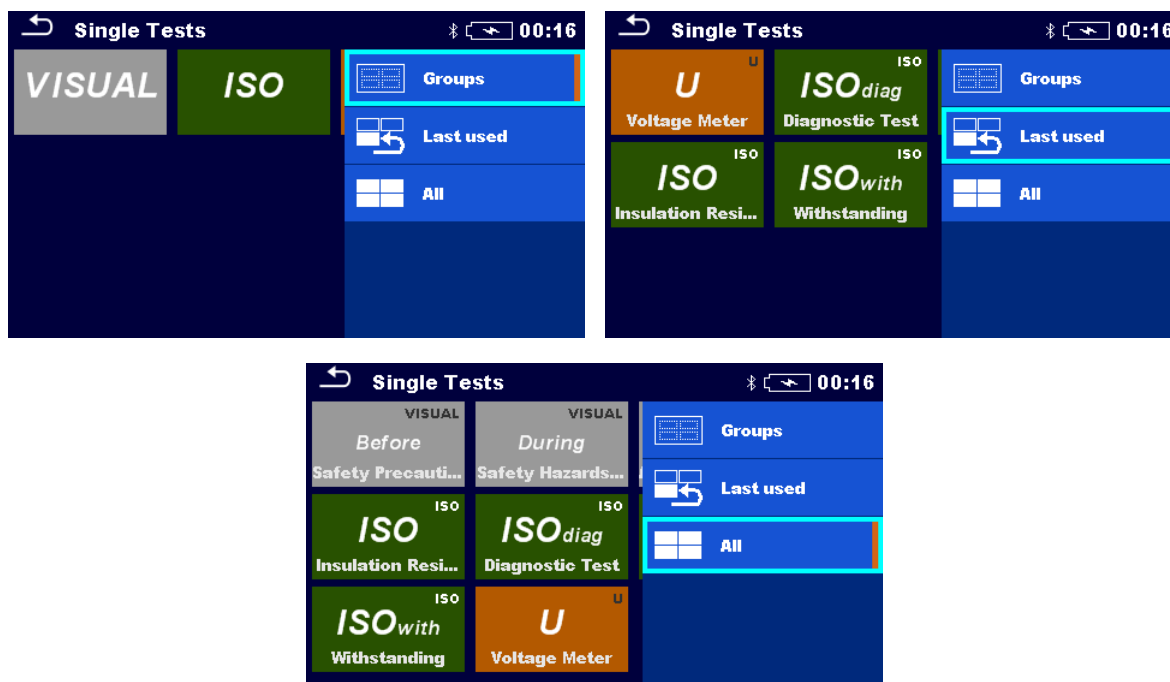 Single Tests 00:16
VISUAL ISO
Groups
Last used
All
Single Tests 00:16
U
U
Voltage Meter
ISO
ISOdiag
Diagnostic Test
ISO
ISO
Insulation Resi...
ISO
ISOwith
Withstanding
Groups
Last used
All
Single Tests 00:16
VISUAL
Before
Safety Precauti...
VISUAL
During
Safety Hazards...
ISO
ISO
Insulation Resi...
ISO
ISOdiag
Diagnostic Test
ISO
ISOwith
Withstanding
U
U
Voltage Meter
Groups
Last used
All